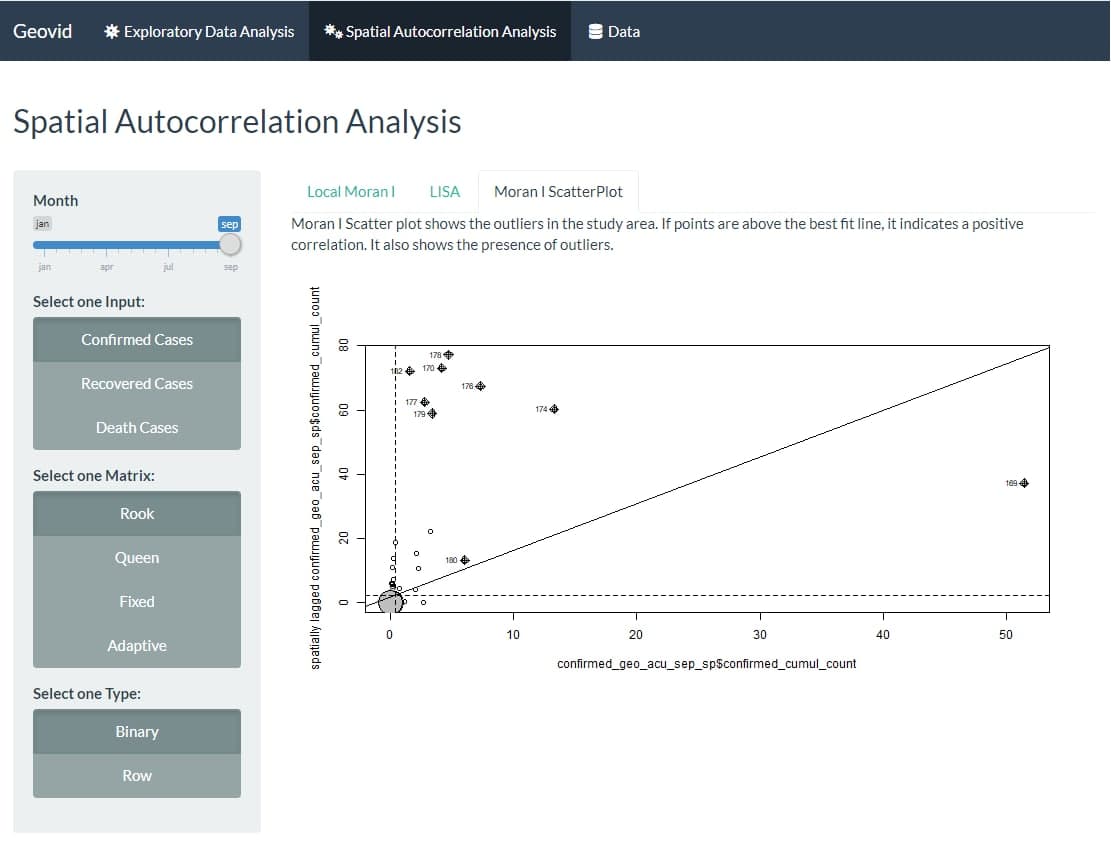 Geovid
Exploratory Data Analysis
Spatial Autocorrelation Analysis
Data
Spatial Autocorrelation Analysis
Month
jan
sep
jan apr jul sep
Select one Input:
Confirmed Cases
Recovered Cases
Death Cases
Select one Matrix:
Rook
Queen
Fixed
Adaptive
Select one Type:
Binary
Row
Local Moran I
LISA
Moran I ScatterPlot
Moran I Scatter plot shows the outliers in the study area. If points are above the best fit line, it indicates a positive
correlation. It also shows the presence of outliers.
spatially lagged confirmed_geo_acu_sep_sp$confirmed_cumul_count
80
60
40
20
0
178
170
176
177
179
174
169
180
0 10 20 30 40 50
confirmed_geo_acu_sep_sp$confirmed_cumul_count